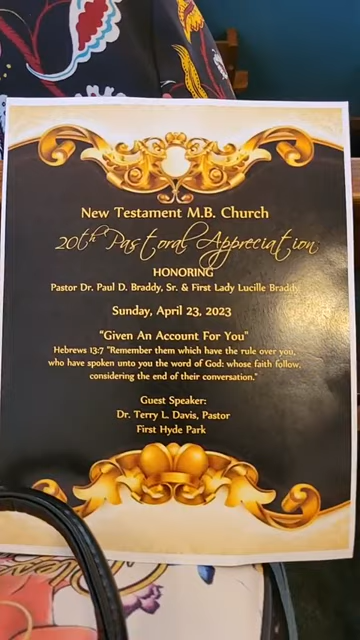 New Testament M.B. Church
20th Pastoral Appreciation
HONORING
Pastor Dr. Paul D. Braddy, Sr. & First Lady Lucille Braddy
Sunday, April 23, 2023
"Given An Account For You"
Hebrews 13:7 "Remember them which have the rule over you,
who have spoken unto you the word of God: whose faith follow,
considering the end of their conversation."
Guest Speaker:
Dr. Terry L. Davis, Pastor
First Hyde Park